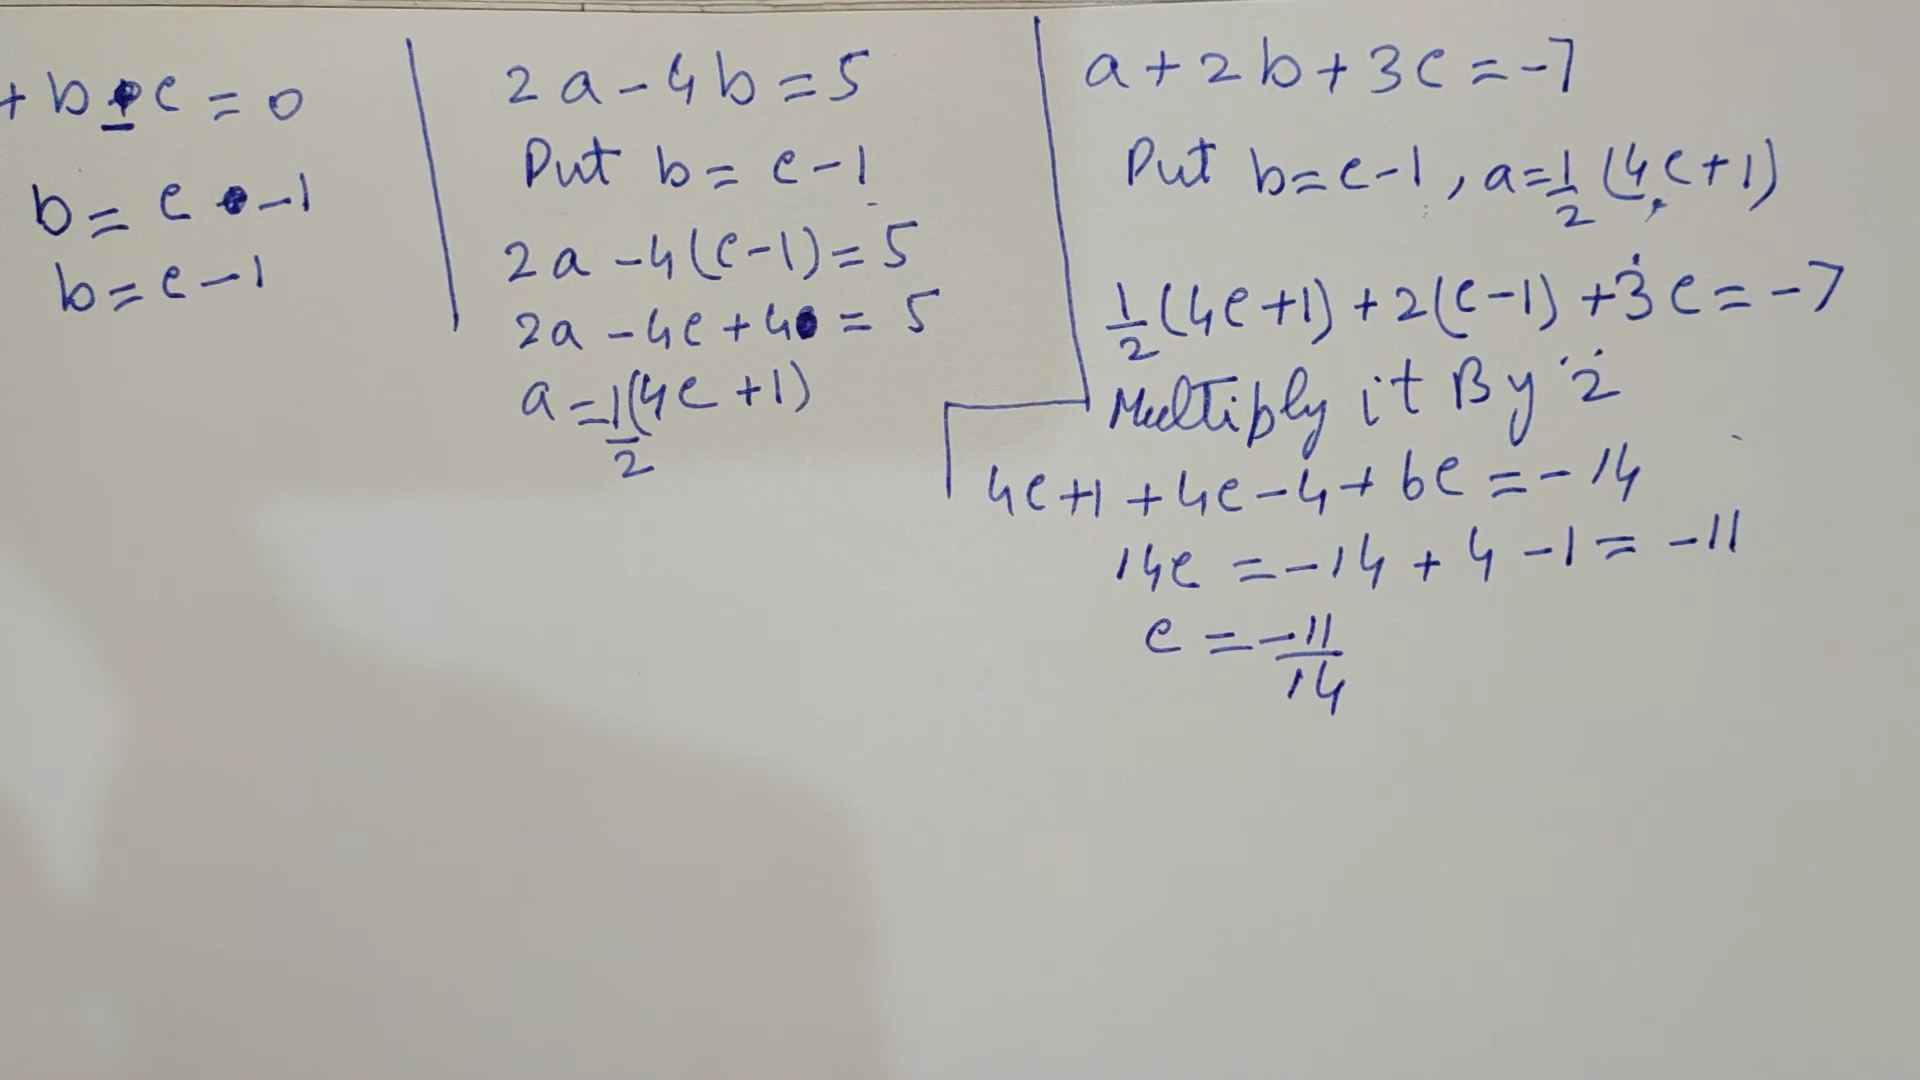 + b - c = 0
b = c - 1
b = c - 1
2a - 4b = 5
Put b = c - 1
2a - 4(c - 1) = 5
2a - 4c + 4 = 5
a = 1/2 (4c + 1)
a + 2b + 3c = -7
Put b = c - 1, a = 1/2 (4c + 1)
1/2 (4c + 1) + 2(c - 1) + 3c = -7
Multiply it By 2
4c + 1 + 4c - 4 + 6c = -14
14c = -14 + 4 - 1 = -11
c = -11/14